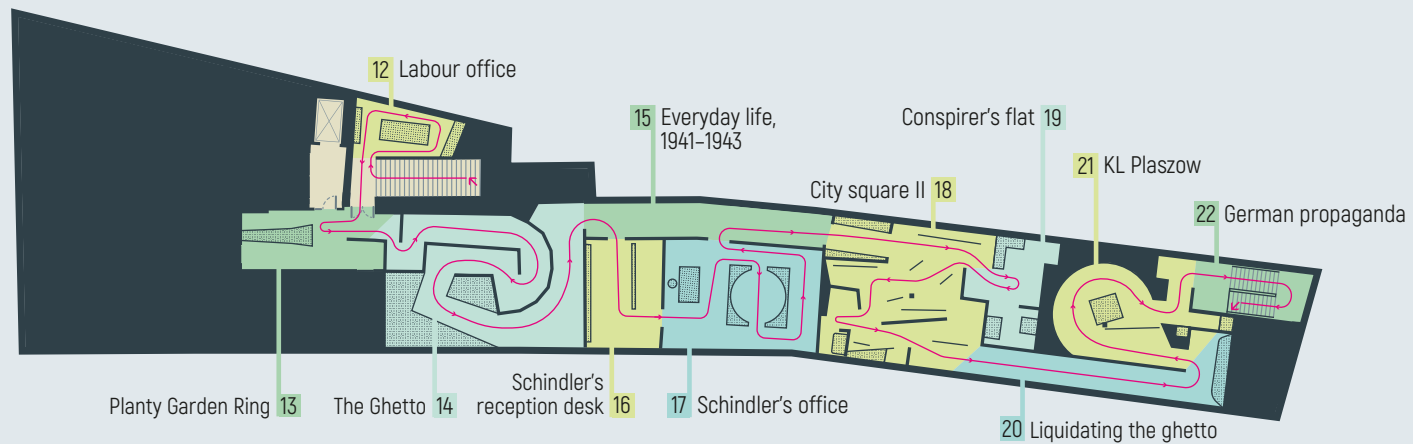 12 Labour office
15 Everyday life,
1941–1943
Conspirer's flat 19
21 KL Plaszow
City square II 18
22 German propaganda
Planty Garden Ring 13
The Ghetto 14
Schindler's
reception desk 16
17 Schindler's office
20 Liquidating the ghetto